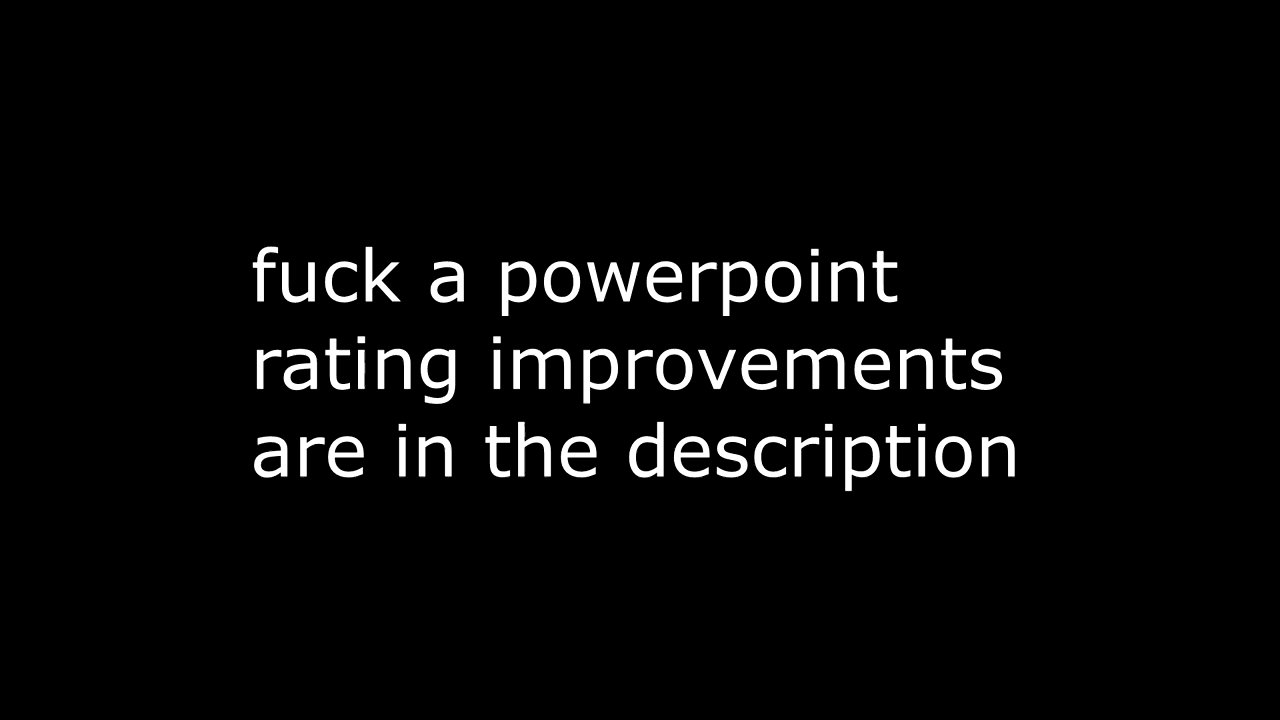 fuck a powerpoint
rating improvements
are in the description